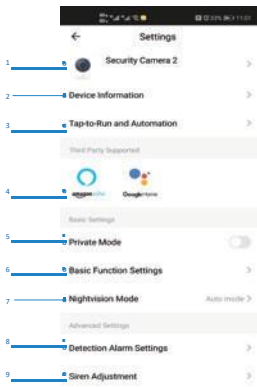 Settings
1
Security Camera 2
2
Device Information
3
Tap-to-Run and Automation
Third Party Supported
4
amazon echo
Google Home
Basic Settings
5
Private Mode
6
Basic Function Settings
7
Nightvision Mode
Auto mode
Advanced Settings
8
Detection Alarm Settings
9
Siren Adjustment